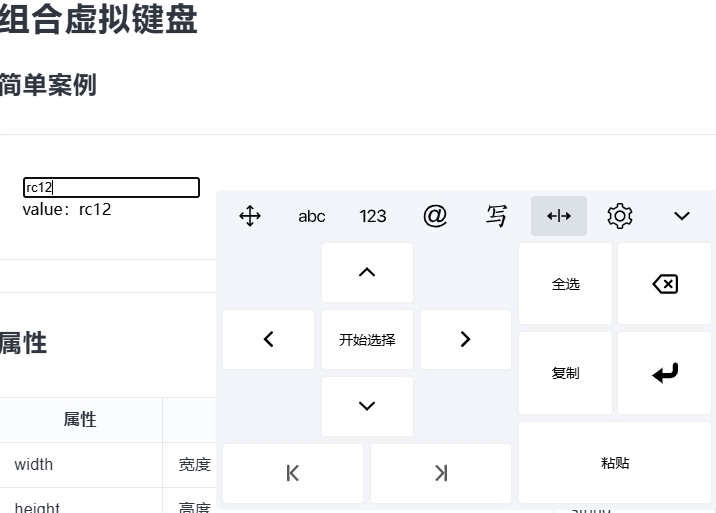 组合虚拟键盘
简单案例
rc12
value：rc12
abc 123 @ 写
全选
开始选择
复制
粘贴
属性
属性
width 宽度
height 高度